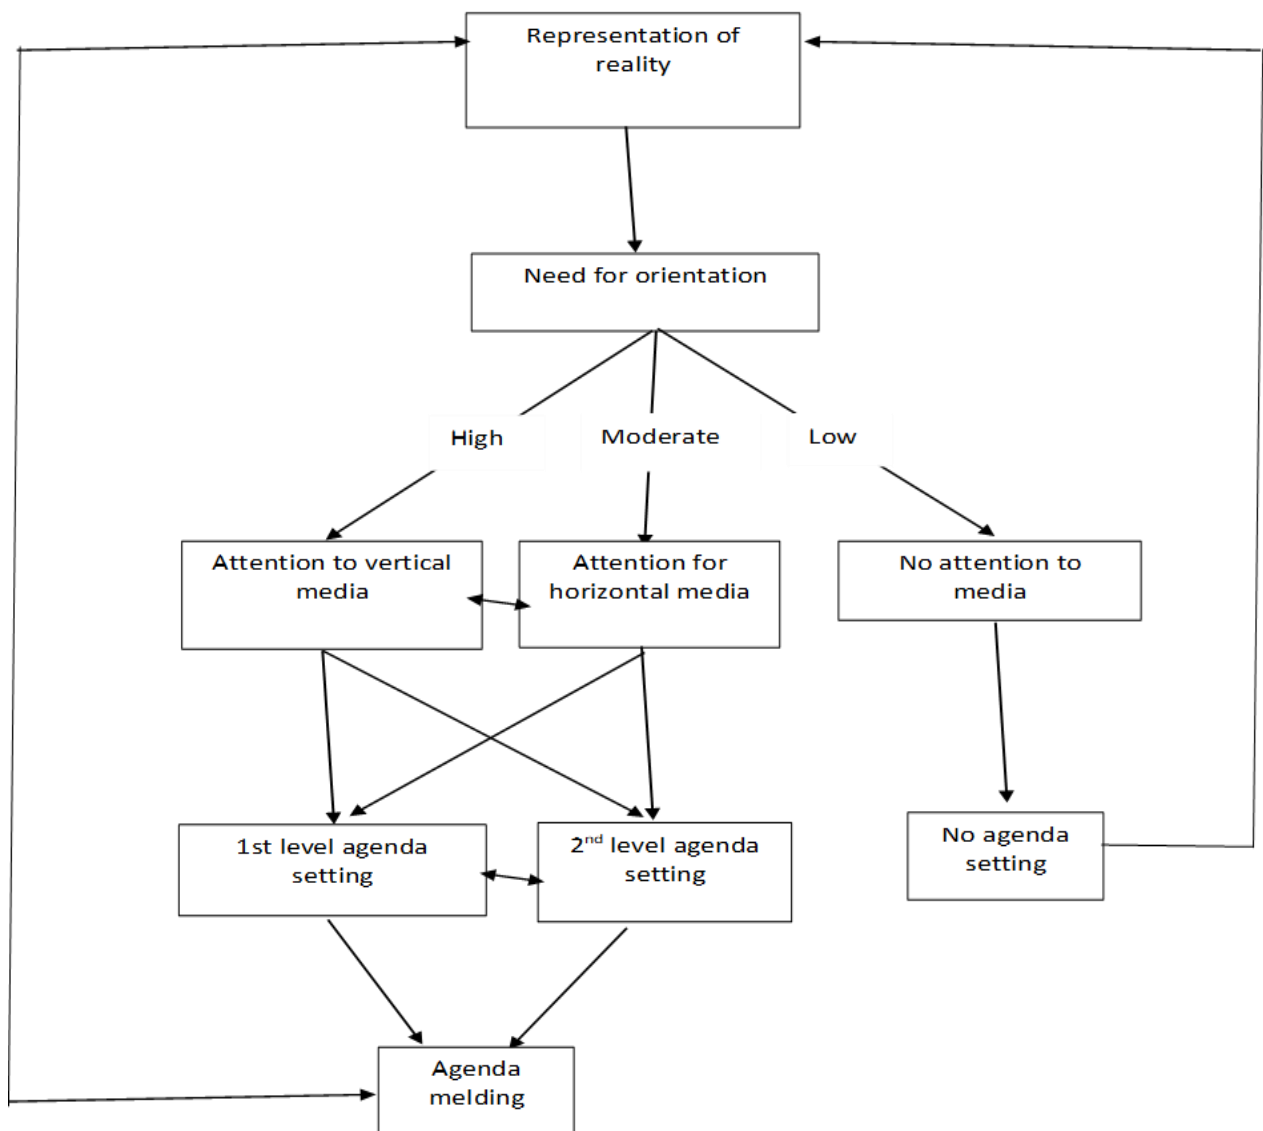 Representation of
reality
Need for orientation
High
Moderate
Low
Attention to vertical
media
Attention for
horizontal media
No attention to
media
1st level agenda
setting
2nd level agenda
setting
No agenda
setting
Agenda
melding